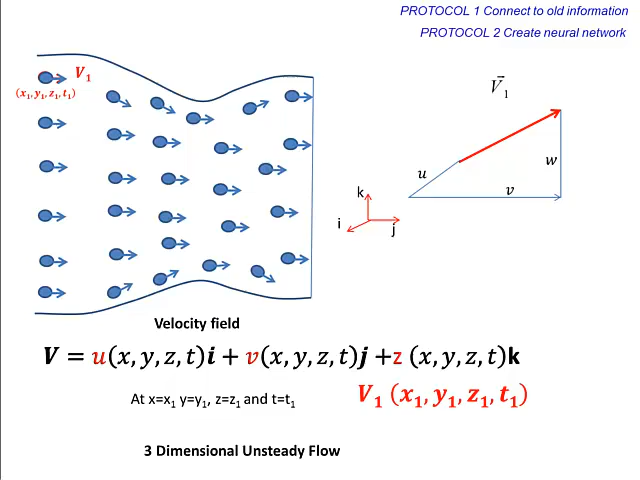 PROTOCOL 1 Connect to old information
PROTOCOL 2 Create neural network
V₁
(x₁, y₁, z₁, t₁)
V̄₁
u
w
v
k
i
j
Velocity field
V = u(x, y, z, t)i + v(x, y, z, t)j +z (x, y, z, t)k
At x=x₁ y=y₁, z=z₁ and t=t₁
V₁ (x₁, y₁, z₁, t₁)
3 Dimensional Unsteady Flow